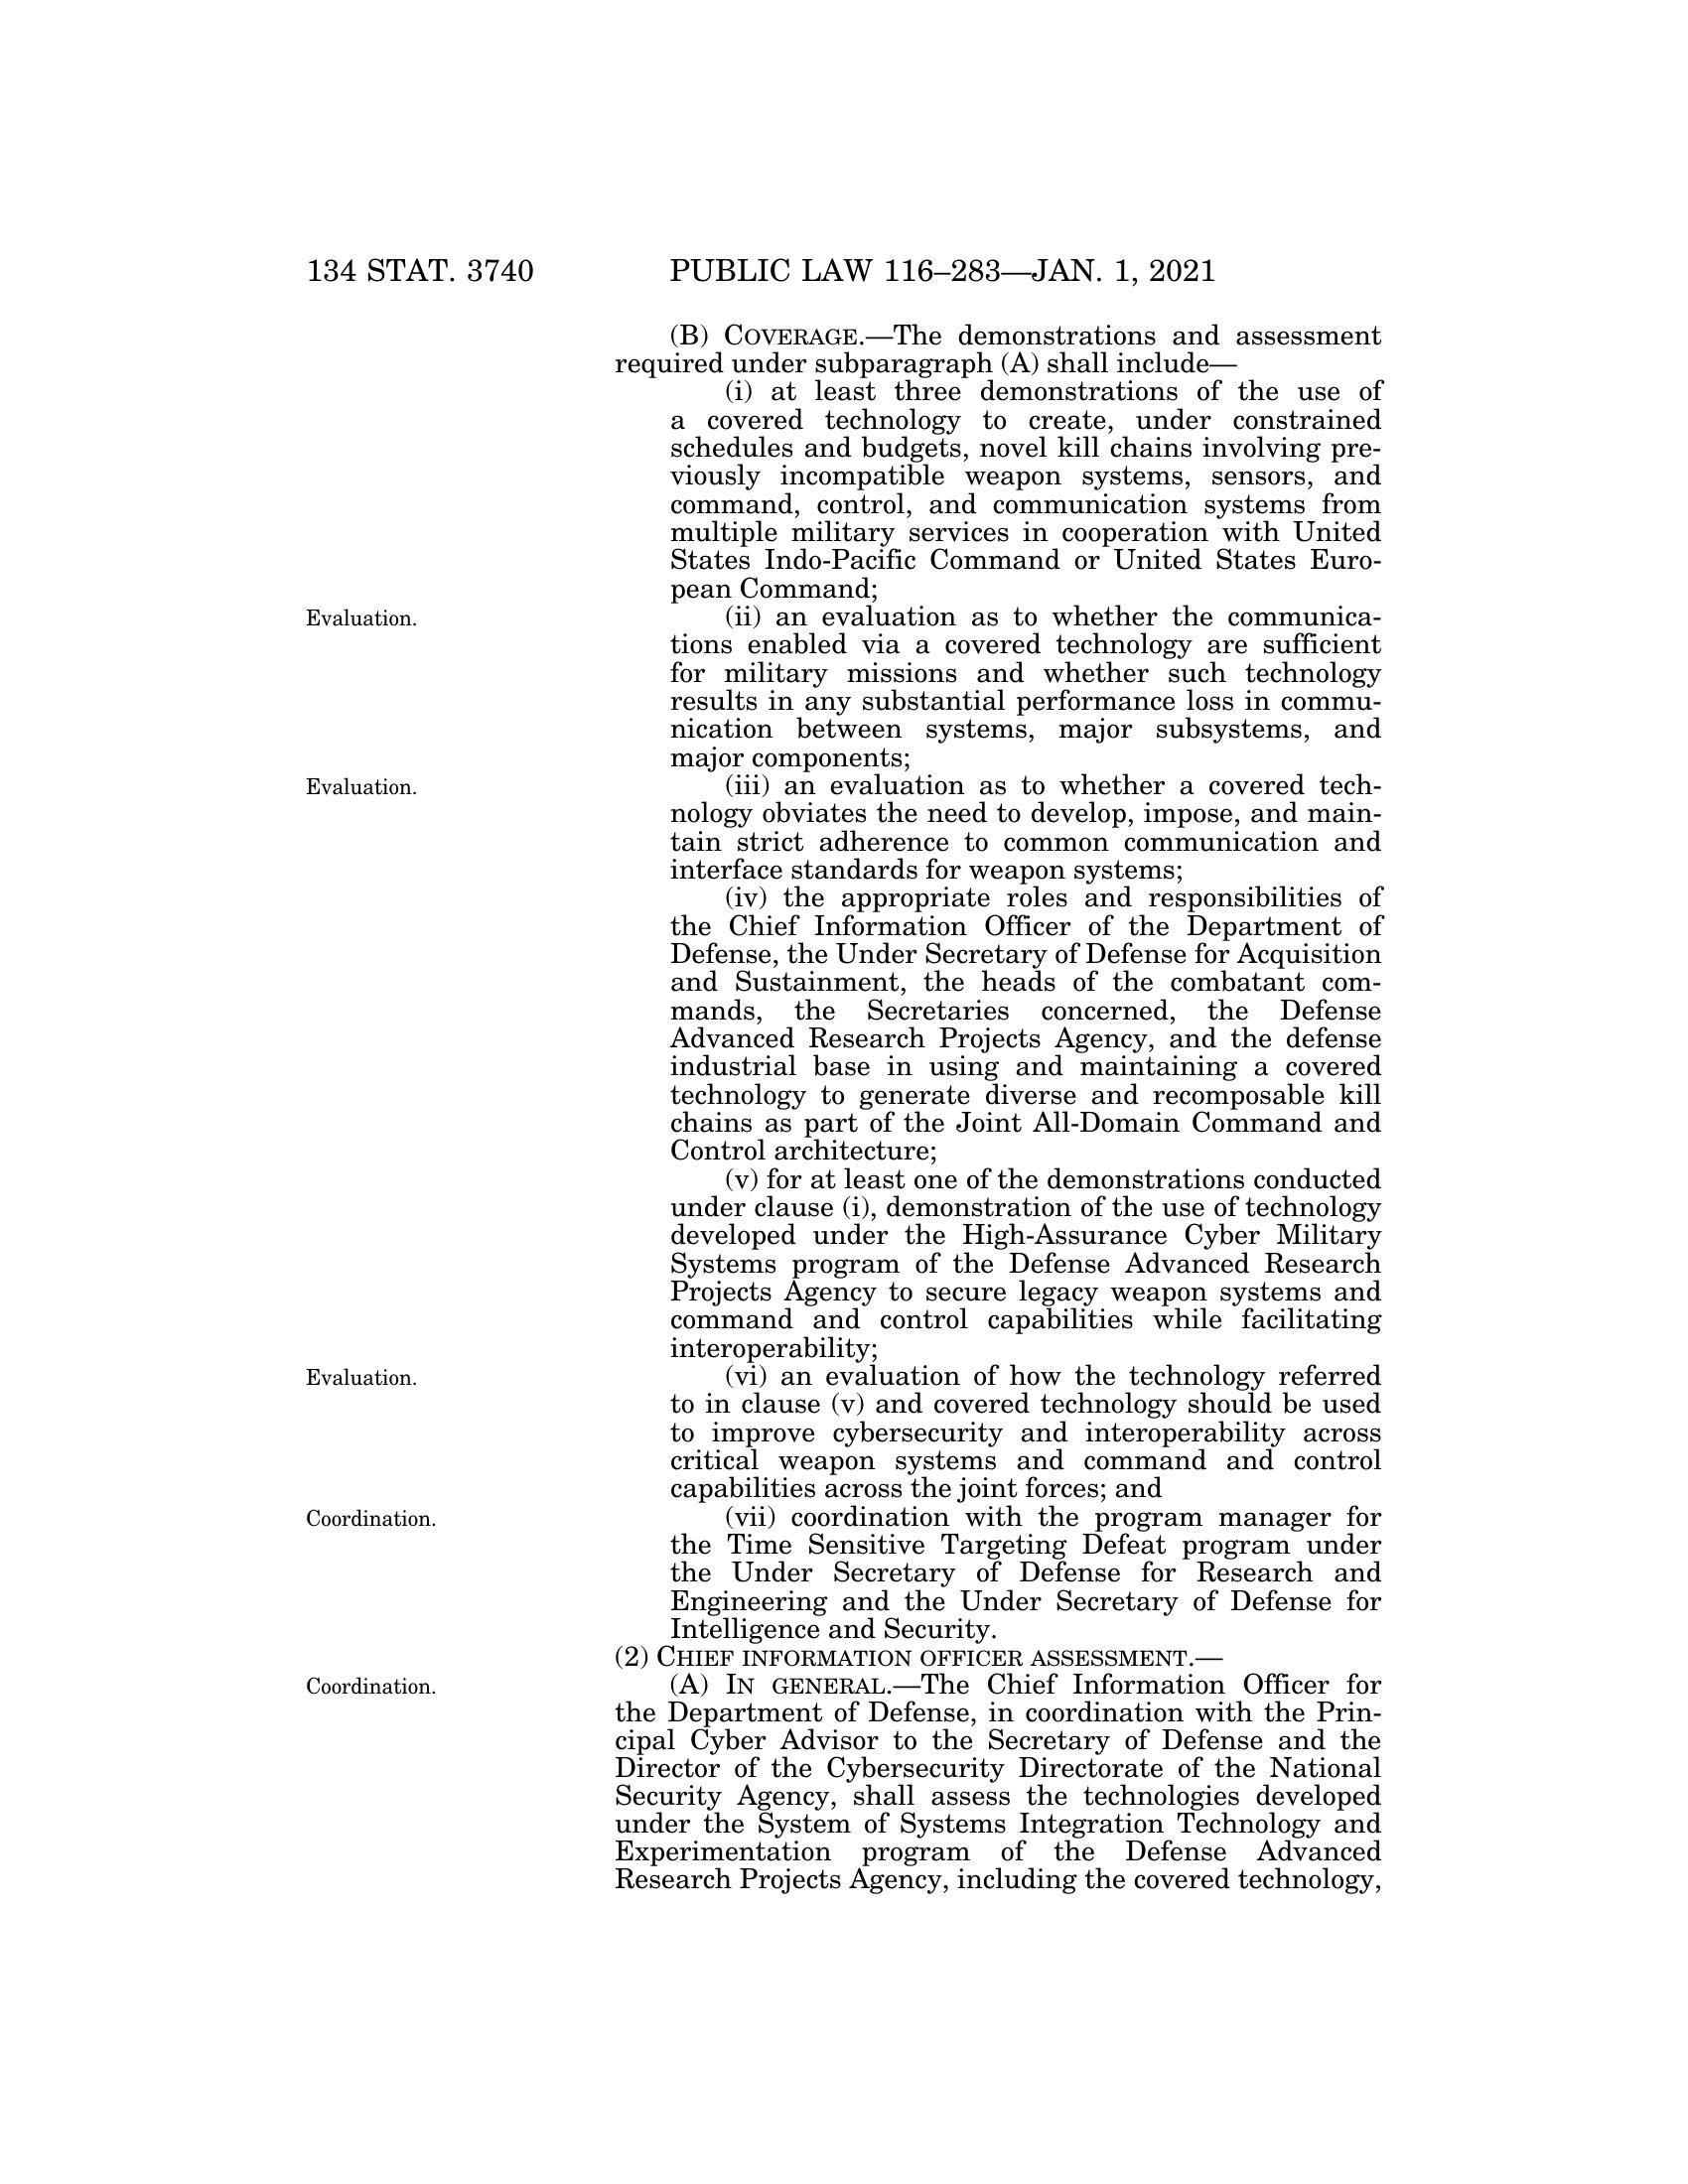 134 STAT. 3740
PUBLIC LAW 116–283—JAN. 1, 2021
(B) COVERAGE.—The demonstrations and assessment
required under subparagraph (A) shall include—
(i) at least three demonstrations of the use of
a covered technology to create, under constrained
schedules and budgets, novel kill chains involving pre-
viously incompatible weapon systems, sensors, and
command, control, and communication systems from
multiple military services in cooperation with United
States Indo-Pacific Command or United States Euro-
pean Command;
Evaluation.
(ii) an evaluation as to whether the communica-
tions enabled via a covered technology are sufficient
for military missions and whether such technology
results in any substantial performance loss in commu-
nication between systems, major subsystems, and
major components;
Evaluation.
(iii) an evaluation as to whether a covered tech-
nology obviates the need to develop, impose, and main-
tain strict adherence to common communication and
interface standards for weapon systems;
(iv) the appropriate roles and responsibilities of
the Chief Information Officer of the Department of
Defense, the Under Secretary of Defense for Acquisition
and Sustainment, the heads of the combatant com-
mands, the Secretaries concerned, the Defense
Advanced Research Projects Agency, and the defense
industrial base in using and maintaining a covered
technology to generate diverse and recomposable kill
chains as part of the Joint All-Domain Command and
Control architecture;
(v) for at least one of the demonstrations conducted
under clause (i), demonstration of the use of technology
developed under the High-Assurance Cyber Military
Systems program of the Defense Advanced Research
Projects Agency to secure legacy weapon systems and
command and control capabilities while facilitating
interoperability;
Evaluation.
(vi) an evaluation of how the technology referred
to in clause (v) and covered technology should be used
to improve cybersecurity and interoperability across
critical weapon systems and command and control
capabilities across the joint forces; and
Coordination.
(vii) coordination with the program manager for
the Time Sensitive Targeting Defeat program under
the Under Secretary of Defense for Research and
Engineering and the Under Secretary of Defense for
Intelligence and Security.
(2) CHIEF INFORMATION OFFICER ASSESSMENT.—
Coordination.
(A) IN GENERAL.—The Chief Information Officer for
the Department of Defense, in coordination with the Prin-
cipal Cyber Advisor to the Secretary of Defense and the
Director of the Cybersecurity Directorate of the National
Security Agency, shall assess the technologies developed
under the System of Systems Integration Technology and
Experimentation program of the Defense Advanced
Research Projects Agency, including the covered technology,